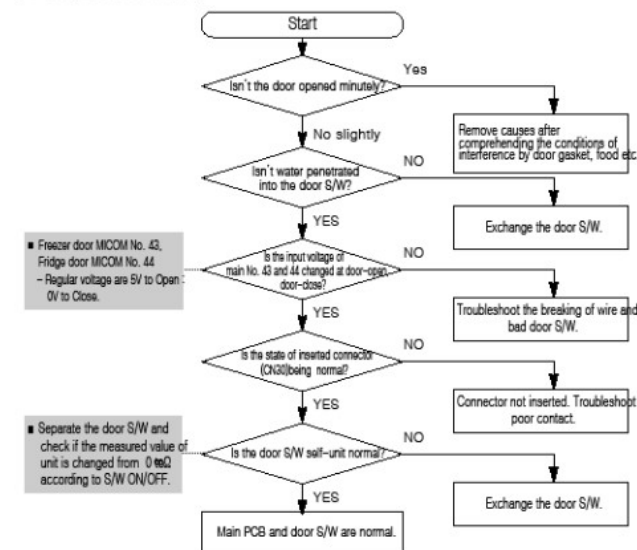 Start
Isn't the door opened minutely?
Yes
Remove causes after
comprehending the conditions of
interference by door gasket, food etc
No slightly
Isn't water penetrated
into the door S/W?
NO
Exchange the door S/W.
YES
■ Freezer door MICOM No. 43,
Fridge door MICOM No. 44
– Regular voltage are 5V to Open :
0V to Close.
Is the input voltage of
main No. 43 and 44 changed at door-open,
door-close?
NO
Troubleshoot the breaking of wire and
bad door S/W.
YES
Is the state of inserted connector
(CN30)being normal?
NO
Connector not inserted. Troubleshoot
poor contact.
YES
■ Separate the door S/W and
check if the measured value of
unit is changed from 0 Ω
according to S/W ON/OFF.
Is the door S/W self-unit normal?
NO
Exchange the door S/W.
YES
Main PCB and door S/W are normal.